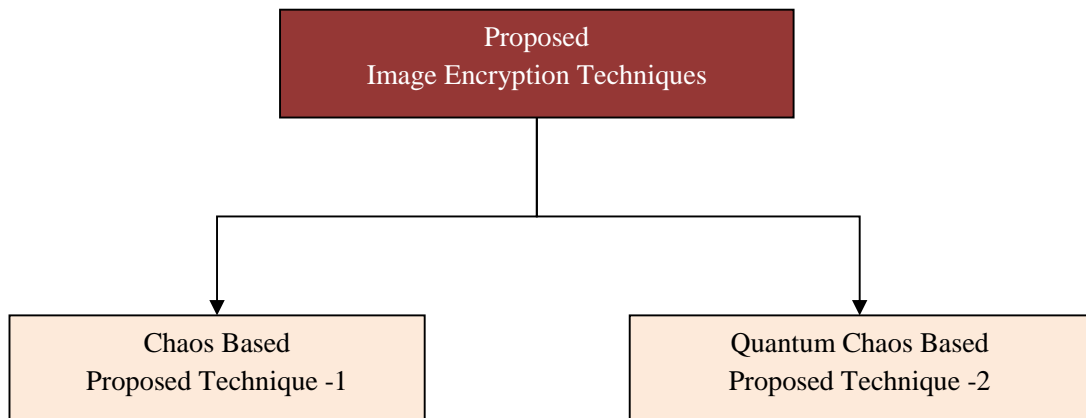 Proposed
Image Encryption Techniques
Chaos Based
Proposed Technique -1
Quantum Chaos Based
Proposed Technique -2